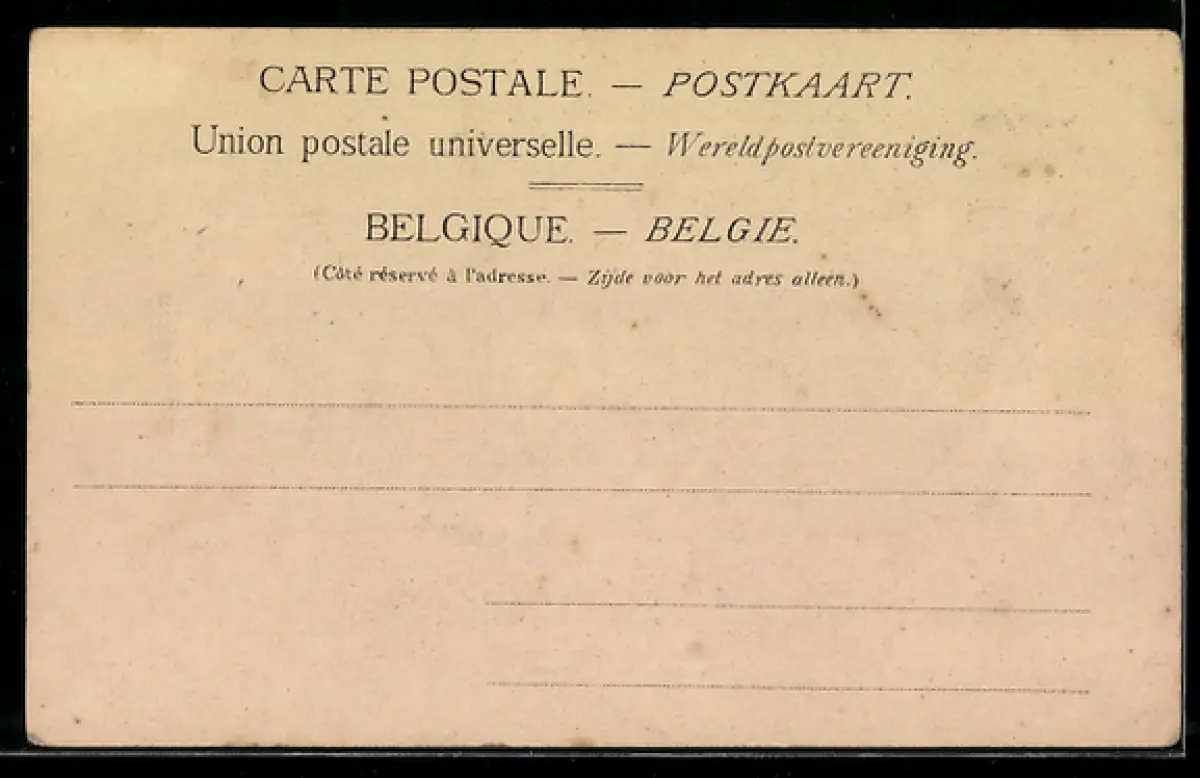 CARTE POSTALE. — POSTKAART.
Union postale universelle. — Wereldpostvereeniging.
BELGIQUE. — BELGIE.
(Côté réservé à l'adresse. — Zijde voor het adres alleen.)